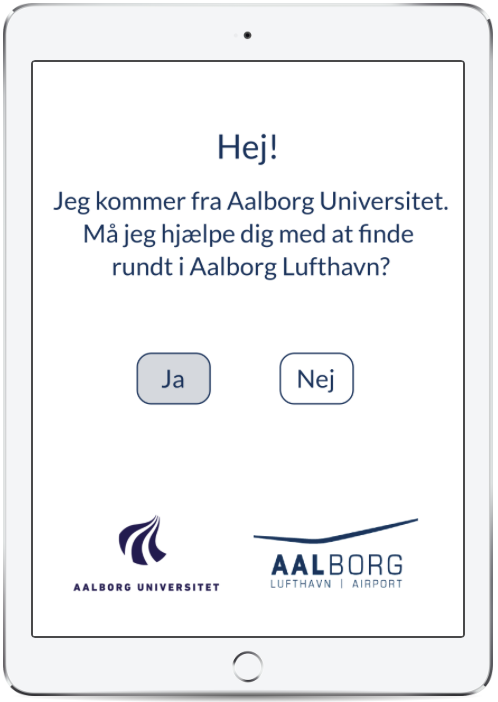 Hej!
Jeg kommer fra Aalborg Universitet.
Må jeg hjælpe dig med at finde
rundt i Aalborg Lufthavn?
Ja
Nej
AALBORG UNIVERSITET
AALBORG
LUFTHAVN | AIRPORT